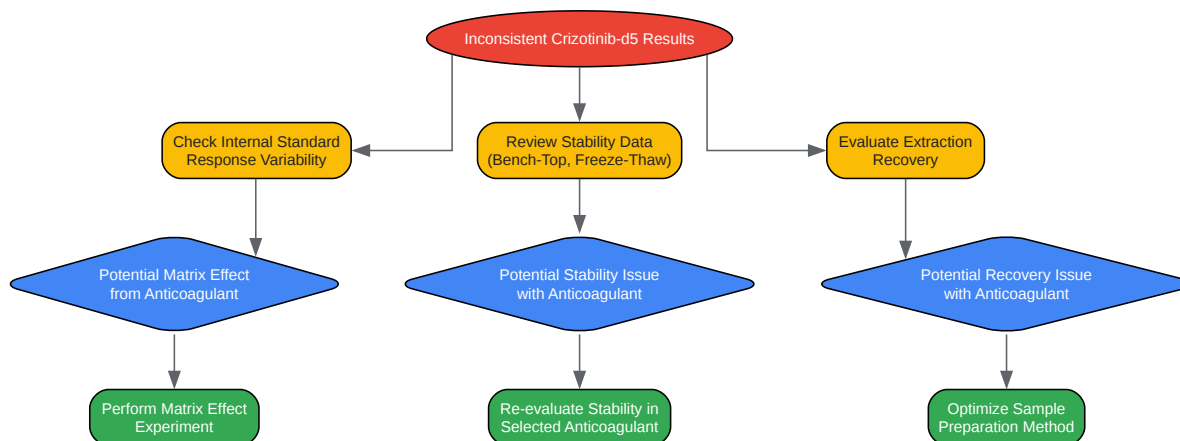 Inconsistent Crizotinib-d5 Results
Check Internal Standard
Response Variability
Review Stability Data
(Bench-Top, Freeze-Thaw)
Evaluate Extraction
Recovery
Potential Matrix Effect
from Anticoagulant
Potential Stability Issue
with Anticoagulant
Potential Recovery Issue
with Anticoagulant
Perform Matrix Effect
Experiment
Re-evaluate Stability in
Selected Anticoagulant
Optimize Sample
Preparation Method